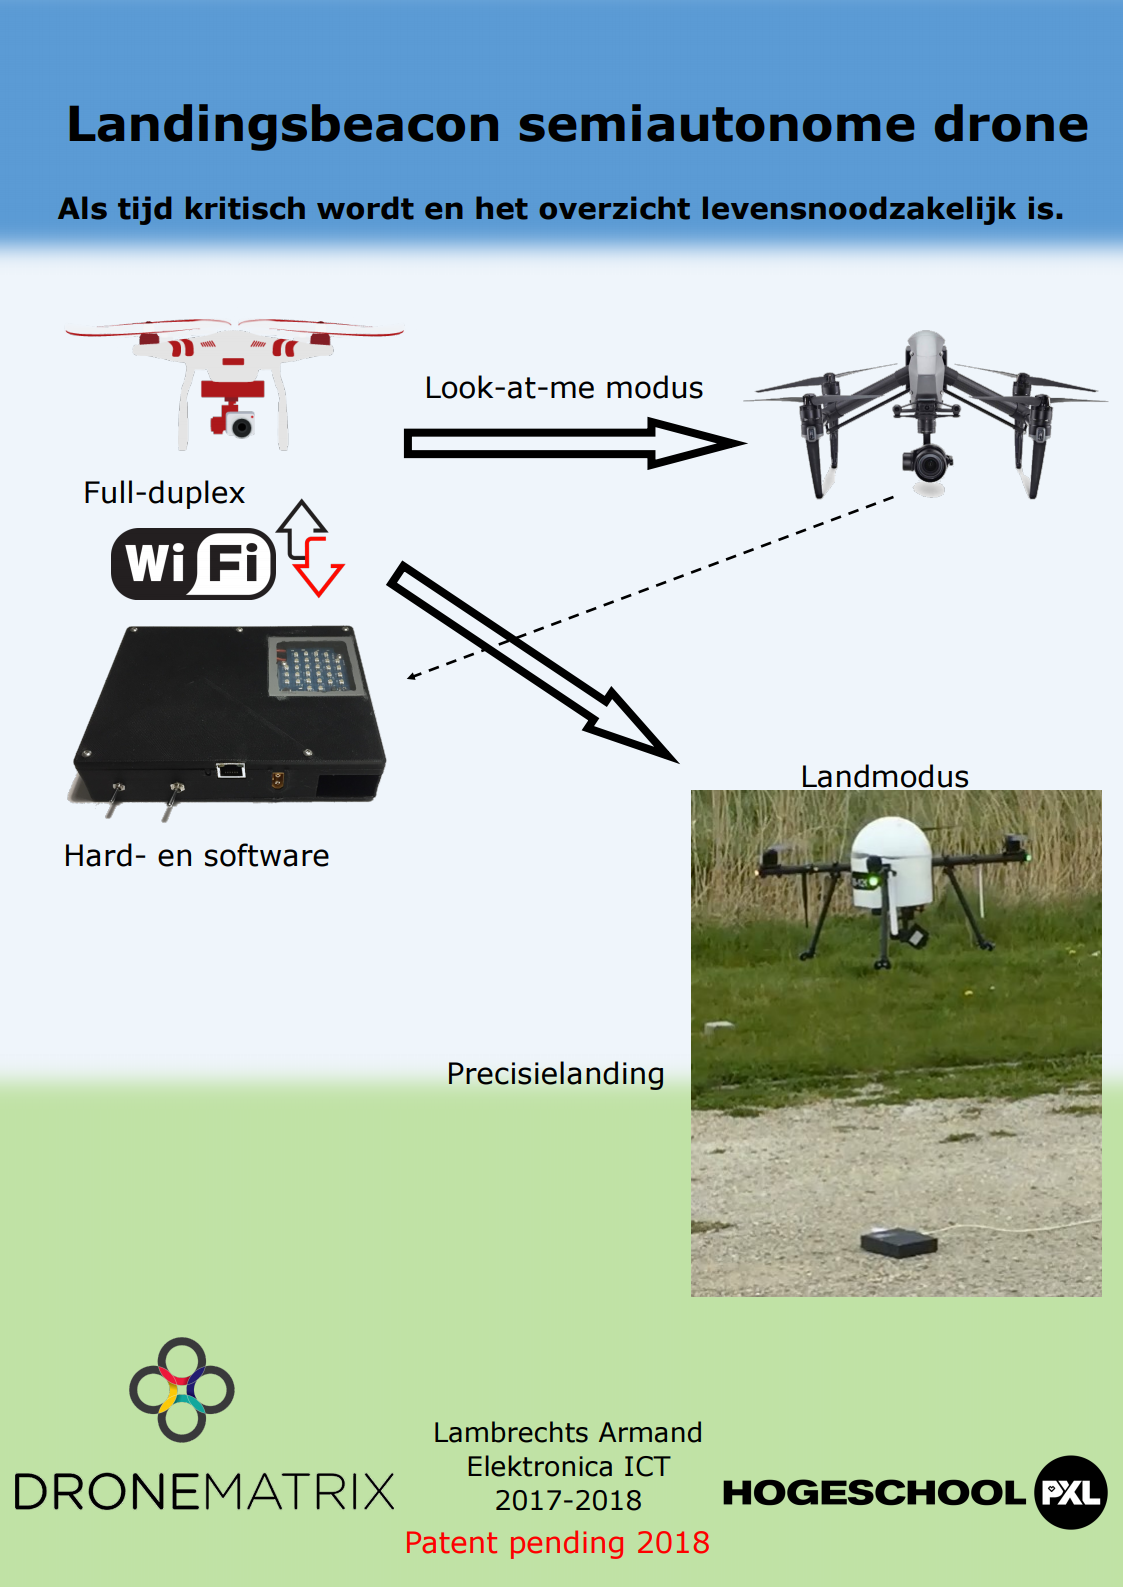 Landingsbeacon semiautonome drone
Als tijd kritisch wordt en het overzicht levensnoodzakelijk is.
Look-at-me modus
Full-duplex
Wi Fi
Hard- en software
Landmodus
Precisielanding
DRONEMATRIX
Lambrechts Armand
Elektronica ICT
2017-2018
Patent pending 2018
HOGESCHOOL PXL